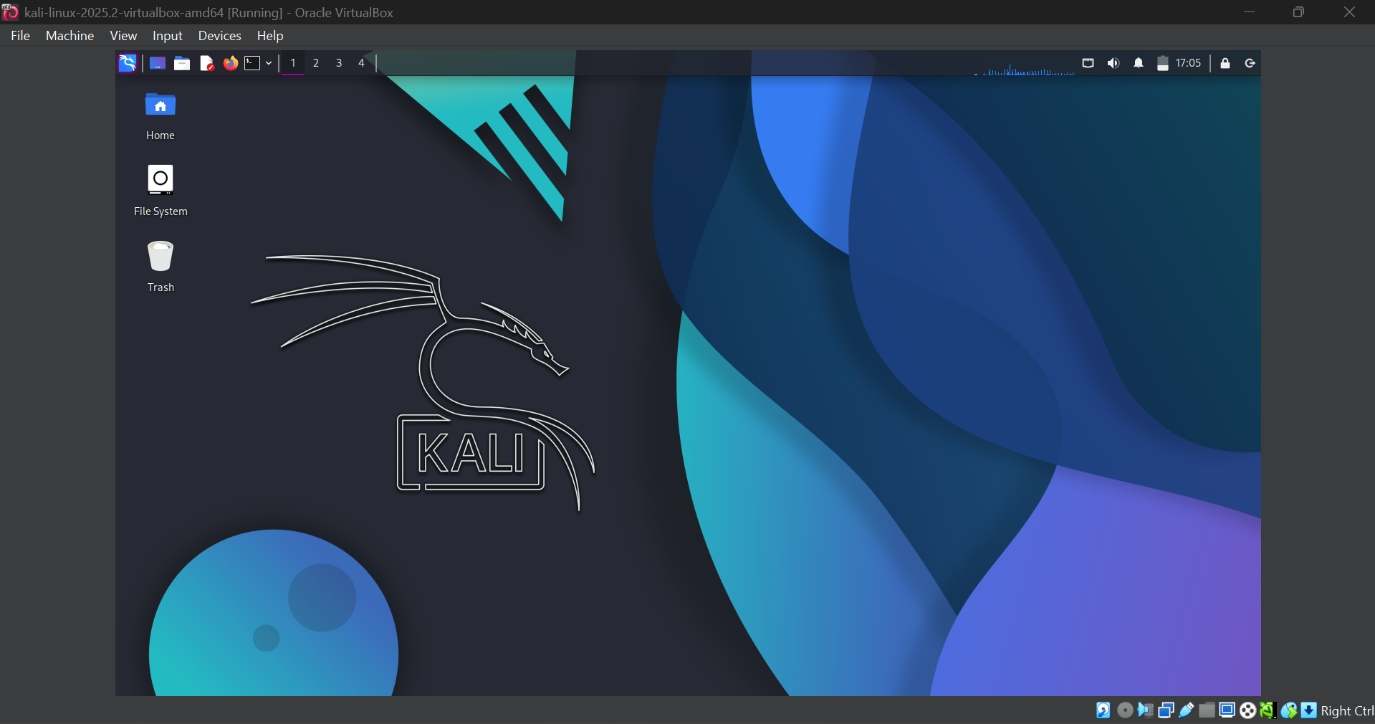 kali-linux-2025.2-virtualbox-amd64 [Running] - Oracle VirtualBox
File Machine View Input Devices Help
1 2 3 4 17:05
Home
File System
Trash
KALI
Right Ctrl